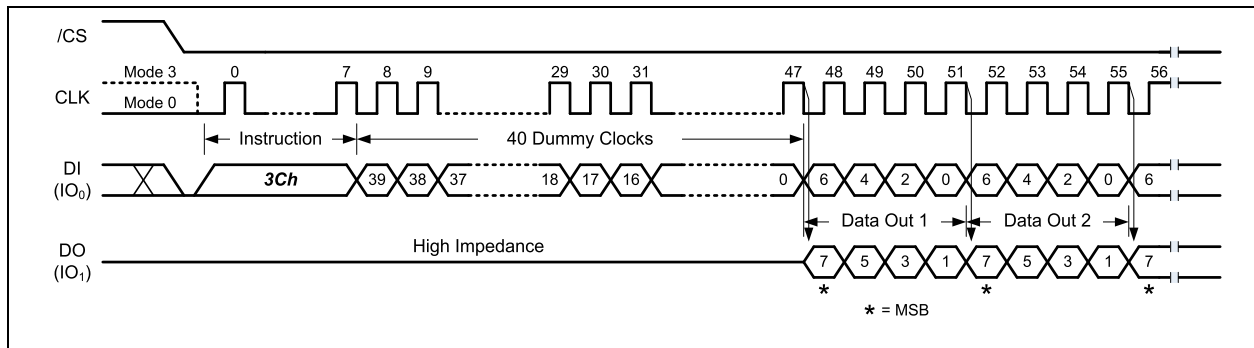 /CS
Mode 3 0 7 8 9 29 30 31 47 48 49 50 51 52 53 54 55 56
CLK
Mode 0
Instruction 40 Dummy Clocks
DI
(IO0)
3Ch 39 38 37 18 17 16 0 6 4 2 0 6 4 2 0 6
Data Out 1 Data Out 2
High Impedance
DO
(IO1)
7 5 3 1 7 5 3 1 7
* * *
* = MSB